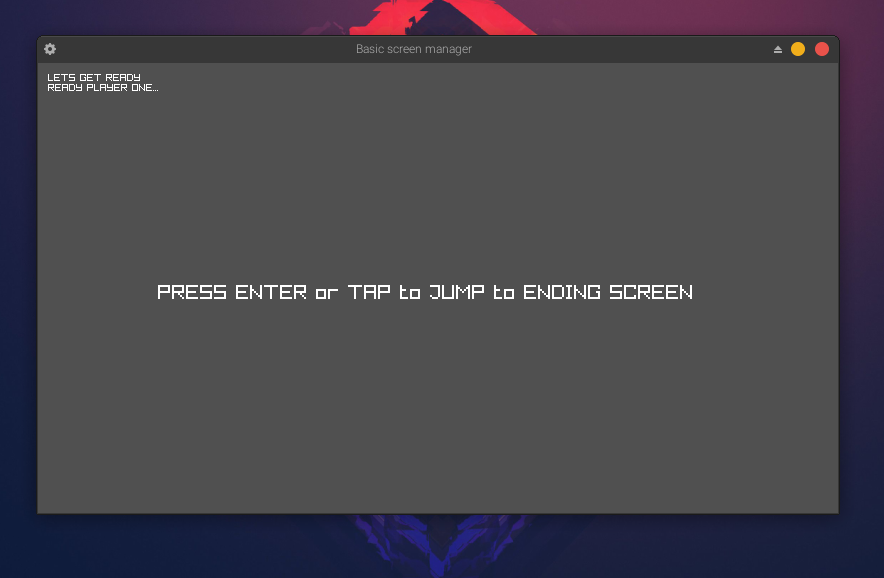 Basic screen manager
LETS GET READY
READY PLAYER ONE...
PRESS ENTER or TAP to JUMP to ENDING SCREEN